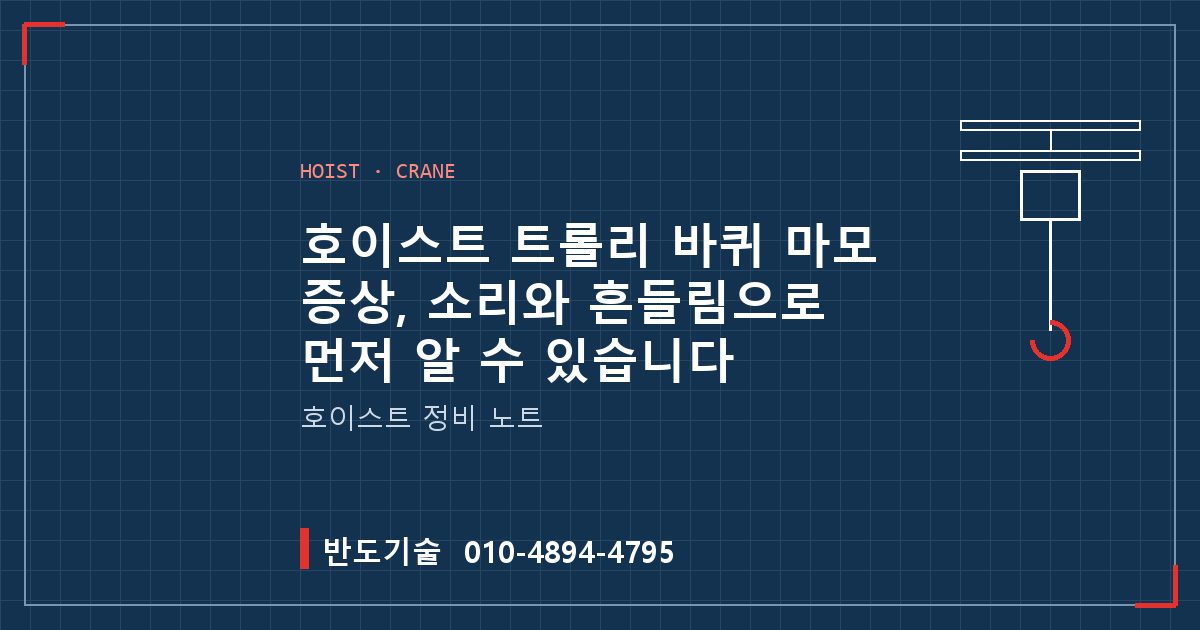 HOIST · CRANE
호이스트 트롤리 바퀴 마모
증상, 소리와 흔들림으로
먼저 알 수 있습니다
호이스트 정비 노트
반도기술 010-4894-4795